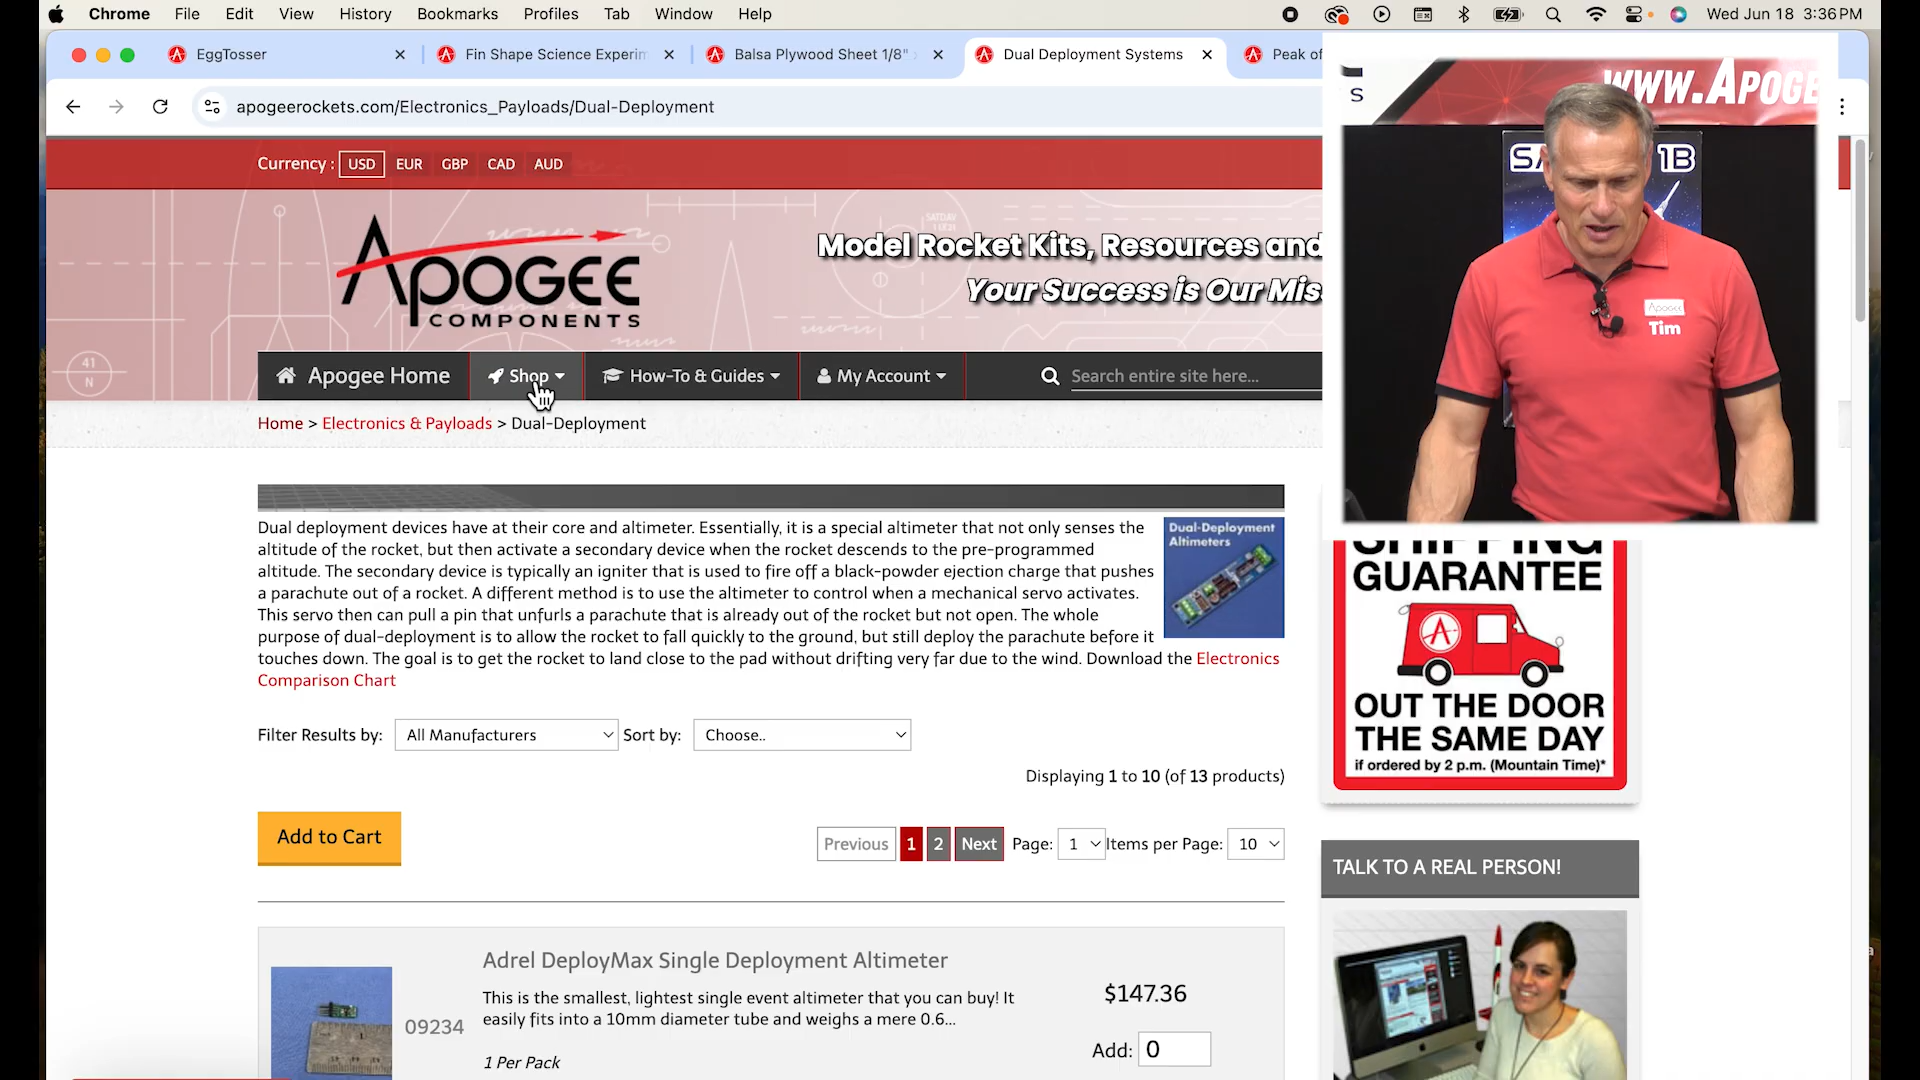 Chrome File Edit View History Bookmarks Profiles Tab Window Help Wed Jun 18 3:36PM
EggTosser
Fin Shape Science Experim
Balsa Plywood Sheet 1/8"
Dual Deployment Systems
Peak of
apogeerockets.com/Electronics_Payloads/Dual-Deployment
Currency : USD EUR GBP CAD AUD
WWW.APOGE
S
1B
SA
Apogee
Tim
APOGEE
COMPONENTS
SATDAY
41
N
Model Rocket Kits, Resources and
Your Success is Our Mis
Apogee Home Shop How-To & Guides My Account Search entire site here...
Home > Electronics & Payloads > Dual-Deployment
Dual deployment devices have at their core and altimeter. Essentially, it is a special altimeter that not only senses the
altitude of the rocket, but then activate a secondary device when the rocket descends to the pre-programmed
altitude. The secondary device is typically an igniter that is used to fire off a black-powder ejection charge that pushes
a parachute out of a rocket. A different method is to use the altimeter to control when a mechanical servo activates.
This servo then can pull a pin that unfurls a parachute that is already out of the rocket but not open. The whole
purpose of dual-deployment is to allow the rocket to fall quickly to the ground, but still deploy the parachute before it
touches down. The goal is to get the rocket to land close to the pad without drifting very far due to the wind. Download the Electronics
Comparison Chart
Dual-Deployment
Altimeters
Filter Results by: All Manufacturers Sort by: Choose..
Displaying 1 to 10 (of 13 products)
Add to Cart
Previous 1 2 Next Page: 1 Items per Page: 10
Adrel DeployMax Single Deployment Altimeter
09234
This is the smallest, lightest single event altimeter that you can buy! It
easily fits into a 10mm diameter tube and weighs a mere 0.6...
1 Per Pack
$147.36
Add: 0
SHIPPING
GUARANTEE
OUT THE DOOR
THE SAME DAY
if ordered by 2 p.m. (Mountain Time)*
TALK TO A REAL PERSON!